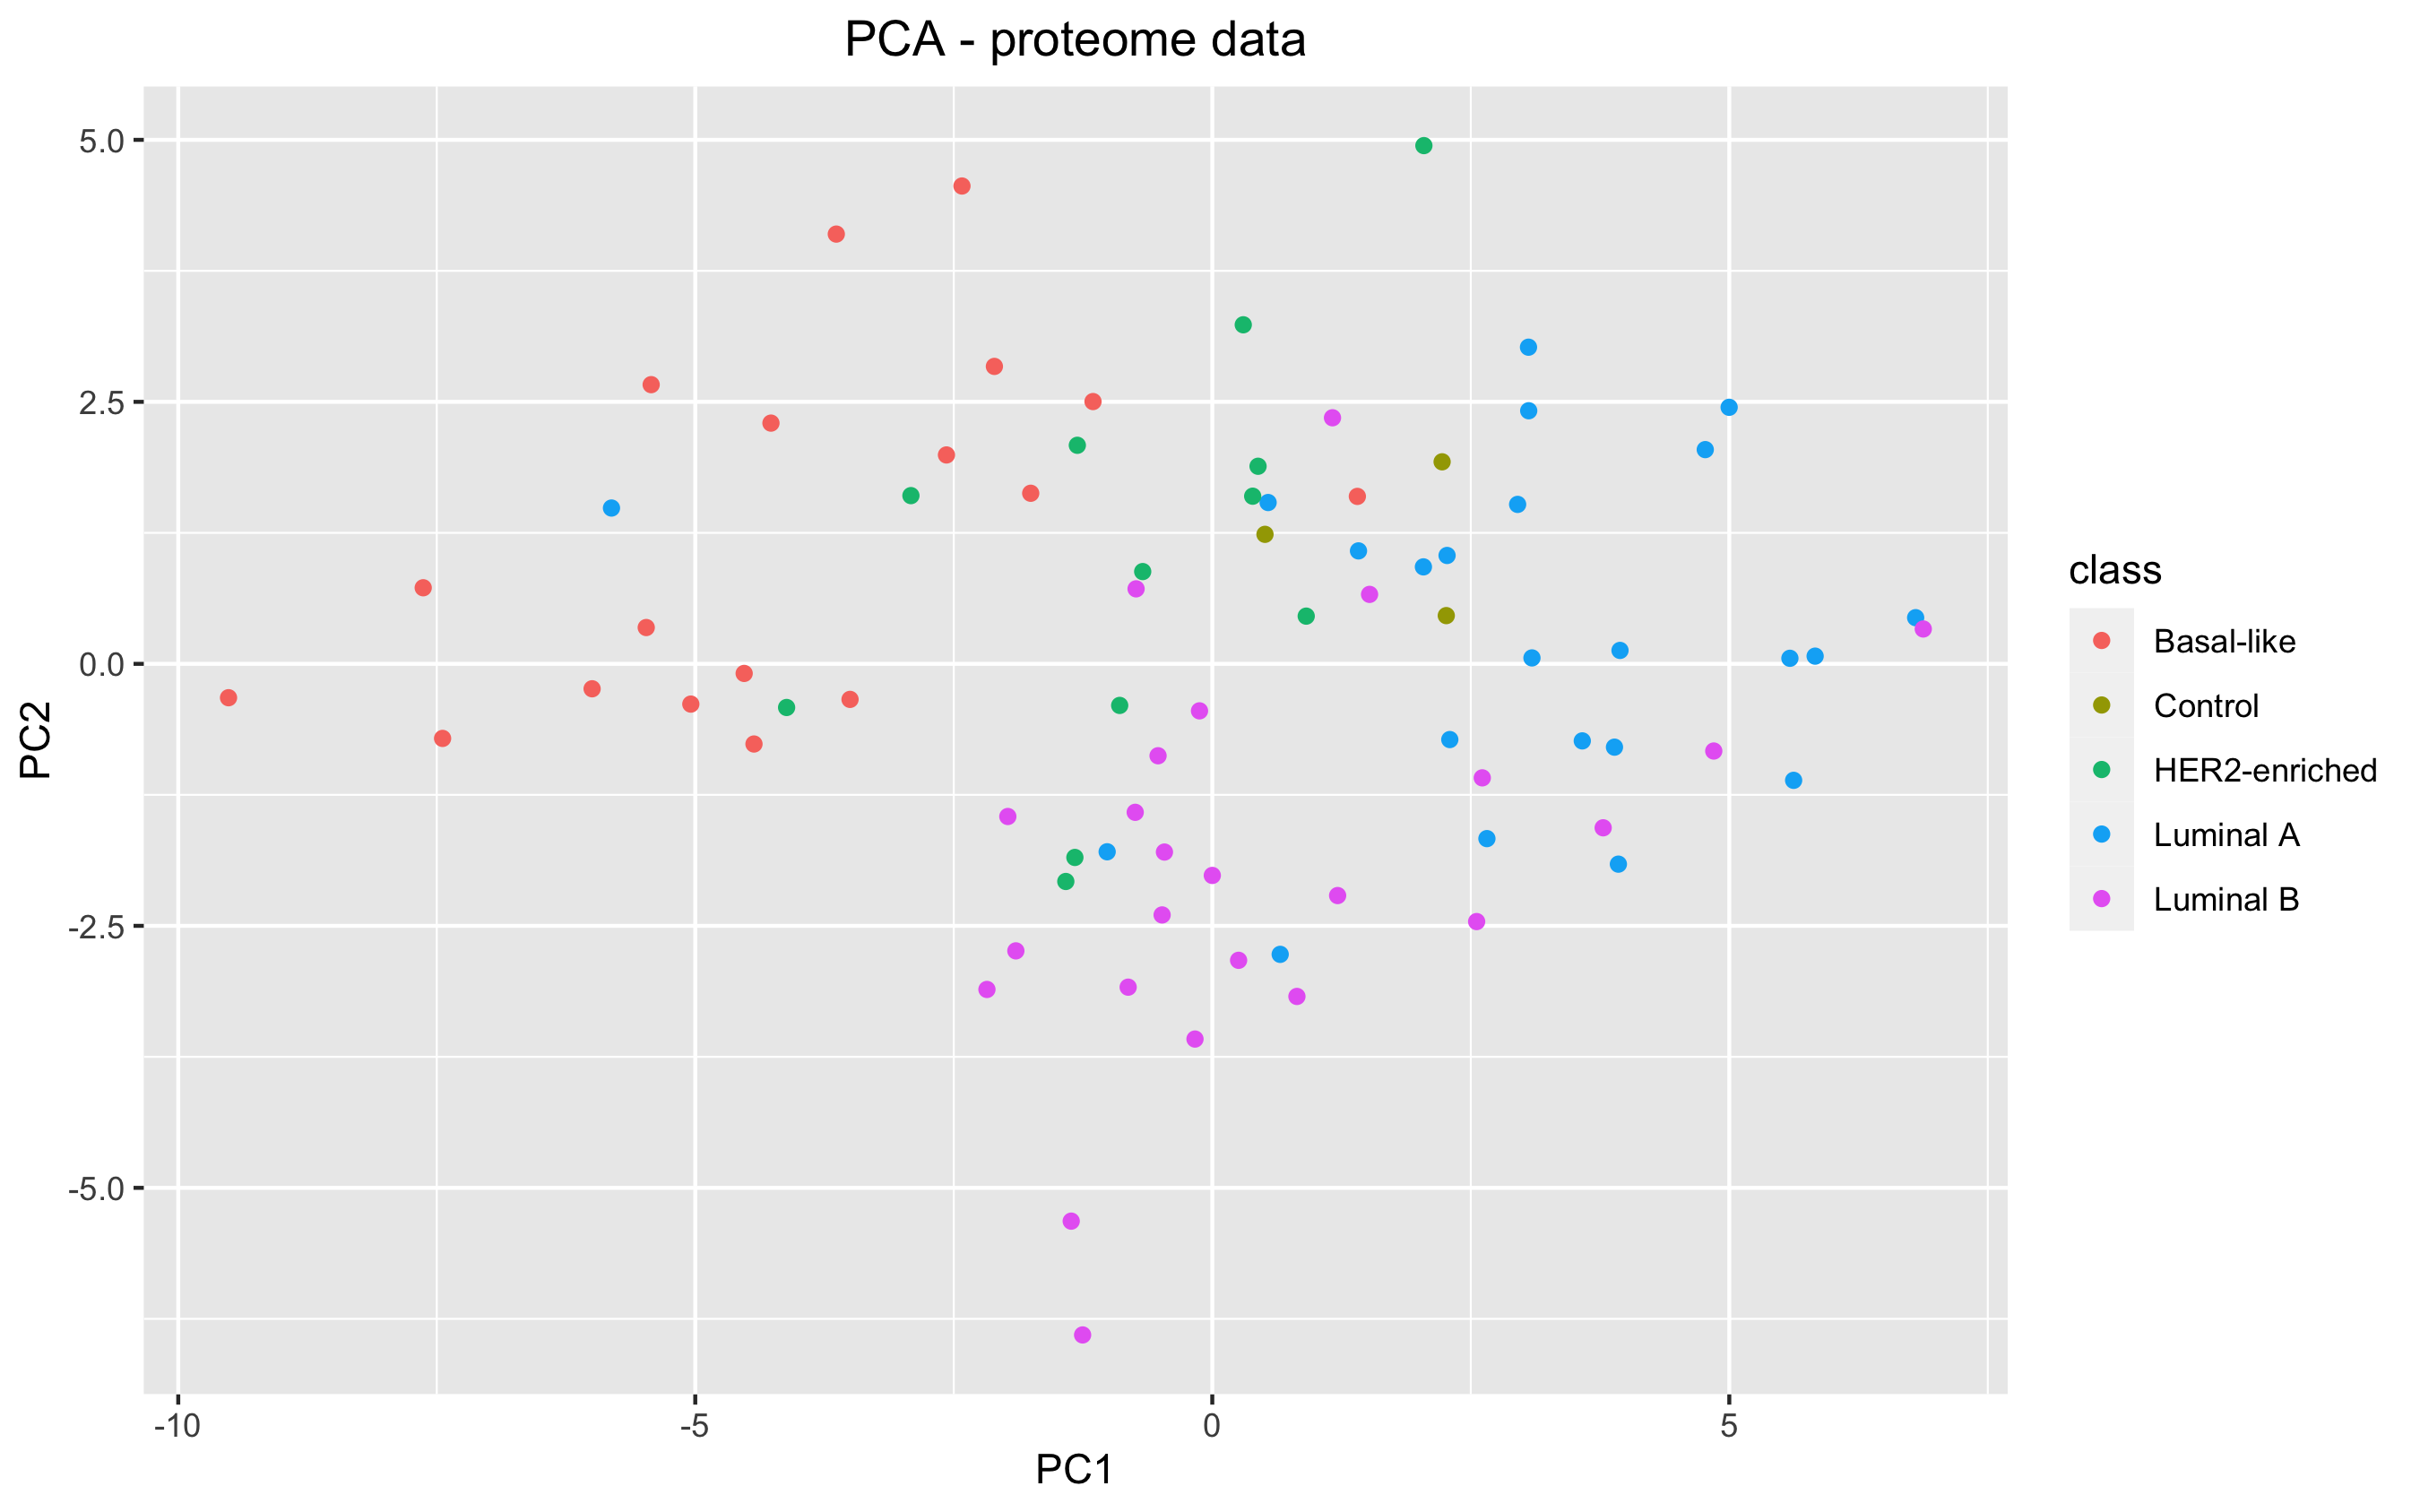 PCA - proteome data
5.0
2.5
0.0
-2.5
-5.0
PC2
-10
-5
0
5
PC1
class
Basal-like
Control
HER2-enriched
Luminal A
Luminal B